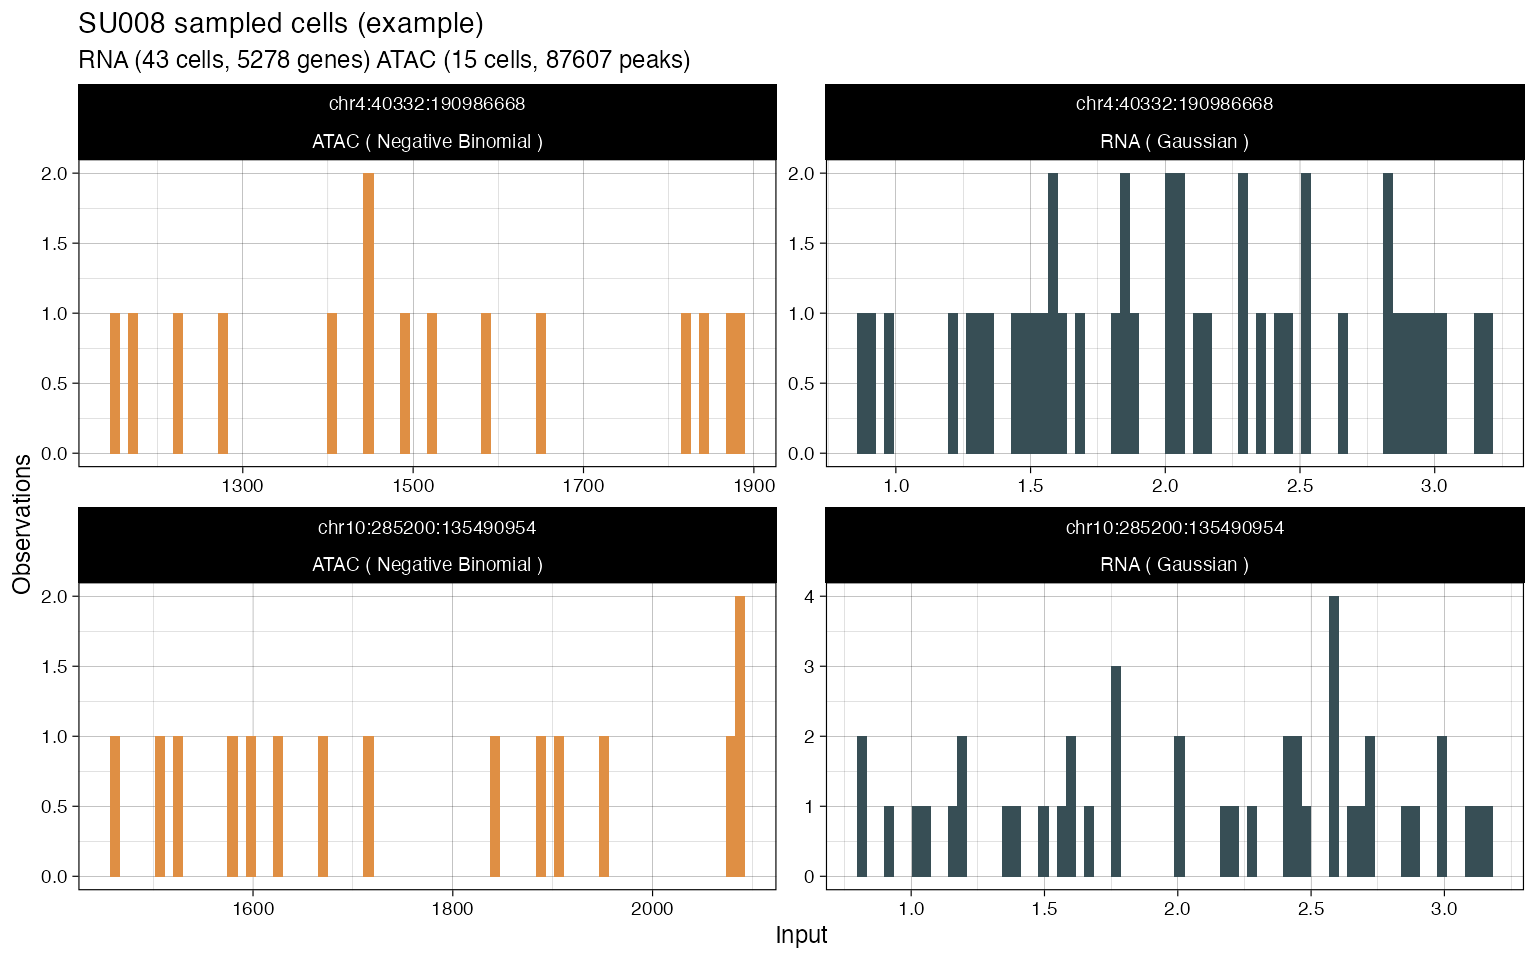 SU008 sampled cells (example)
RNA (43 cells, 5278 genes) ATAC (15 cells, 87607 peaks)
chr4:40332:190986668
ATAC ( Negative Binomial )
2.0
1.5
1.0
0.5
0.0
1300 1500 1700 1900
chr4:40332:190986668
RNA ( Gaussian )
2.0
1.5
1.0
0.5
0.0
1.0 1.5 2.0 2.5 3.0
Observations
chr10:285200:135490954
ATAC ( Negative Binomial )
2.0
1.5
1.0
0.5
0.0
1600 1800 2000
chr10:285200:135490954
RNA ( Gaussian )
4
3
2
1
0
1.0 1.5 2.0 2.5 3.0
Input